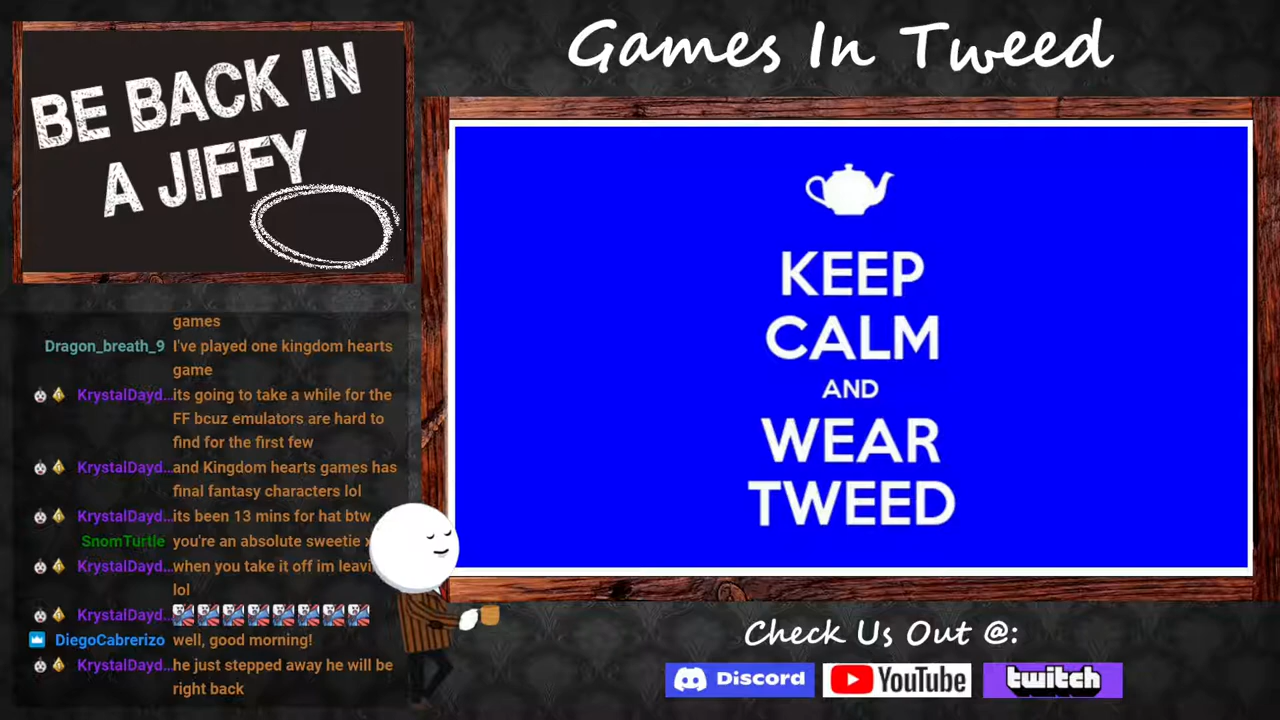 BE BACK IN
A JIFFY
Games In Tweed
KEEP
CALM
AND
WEAR
TWEED
games
Dragon_breath_9 I've played one kingdom hearts
game
KrystalDayd... its going to take a while for the
FF bcuz emulators are hard to
find for the first few
KrystalDayd... and Kingdom hearts games has
final fantasy characters lol
KrystalDayd... its been 13 mins for hat btw
SnomTurtle you're an absolute sweetie
KrystalDayd... when you take it off im
lol
KrystalDayd...
DiegoCabrerizo well, good morning!
KrystalDayd... he just stepped away he will be
right back
Check Us Out @:
Discord YouTube twitch